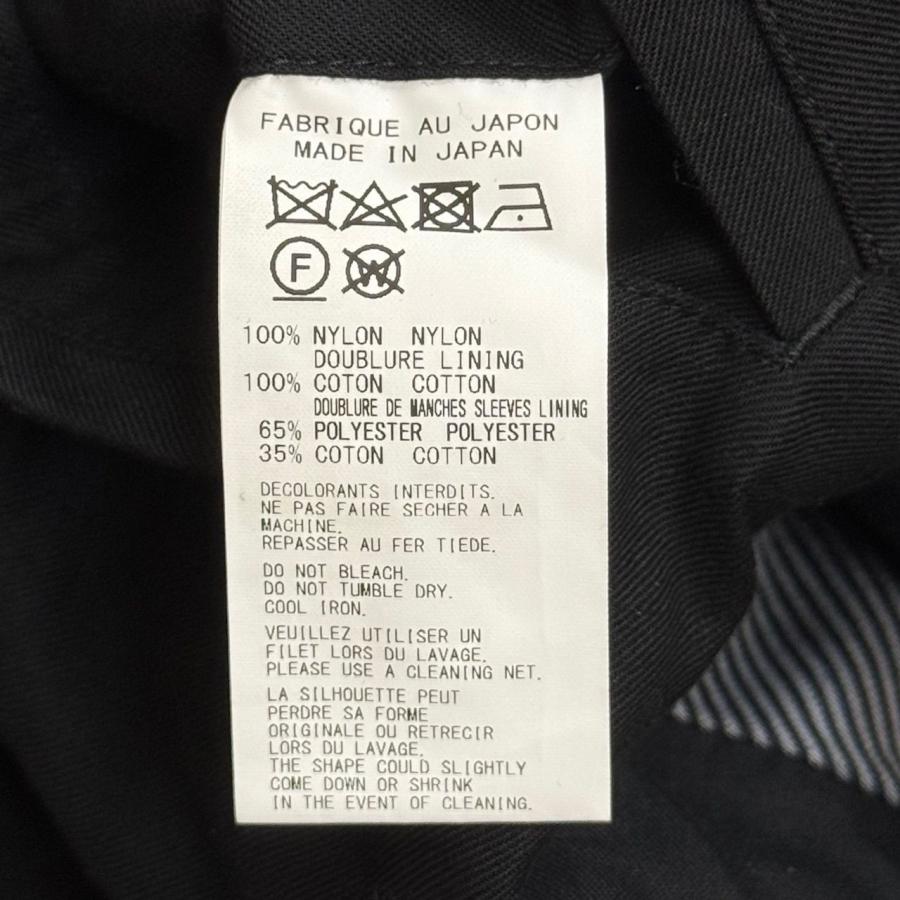 FABRIQUE AU JAPON
MADE IN JAPAN
F W
100% NYLON NYLON
DOUBLURE LINING
100% COTON COTTON
DOUBLURE DE MANCHES SLEEVES LINING
65% POLYESTER POLYESTER
35% COTON COTTON
DECOLORANTS INTERDITS.
NE PAS FAIRE SECHER A LA
MACHINE.
REPASSER AU FER TIEDE.
DO NOT BLEACH.
DO NOT TUMBLE DRY.
COOL IRON.
VEUILLEZ UTILISER UN
FILET LORS DU LAVAGE.
PLEASE USE A CLEANING NET.
LA SILHOUETTE PEUT
PERDRE SA FORME
ORIGINALE OU RETRECIR
LORS DU LAVAGE.
THE SHAPE COULD SLIGHTLY
COME DOWN OR SHRINK
IN THE EVENT OF CLEANING.